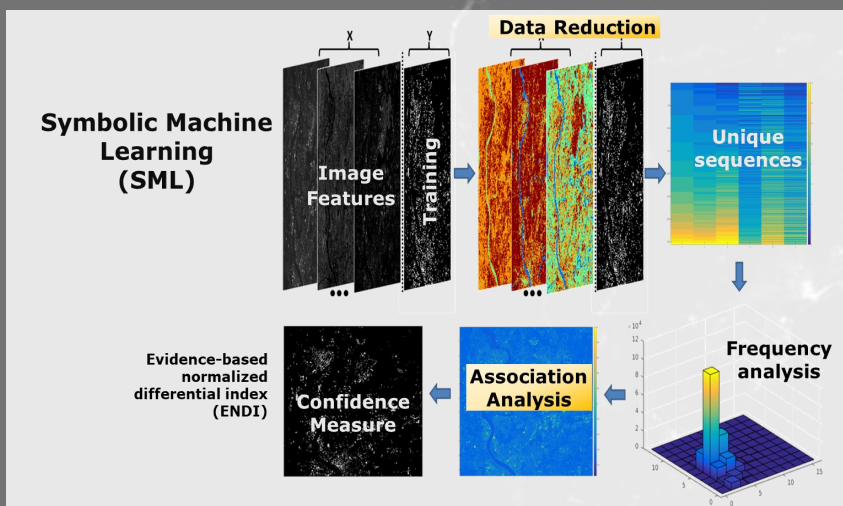 Data Reduction
X
Y
Symbolic Machine
Learning
(SML)
Image
Features
Training
•••
•••
Unique
sequences
Evidence-based
normalized
differential index
(ENDI)
Confidence
Measure
Association
Analysis
Frequency
analysis
× 10⁴
12
10
8
6
4
2
0
10
5
0
0
5
10
15